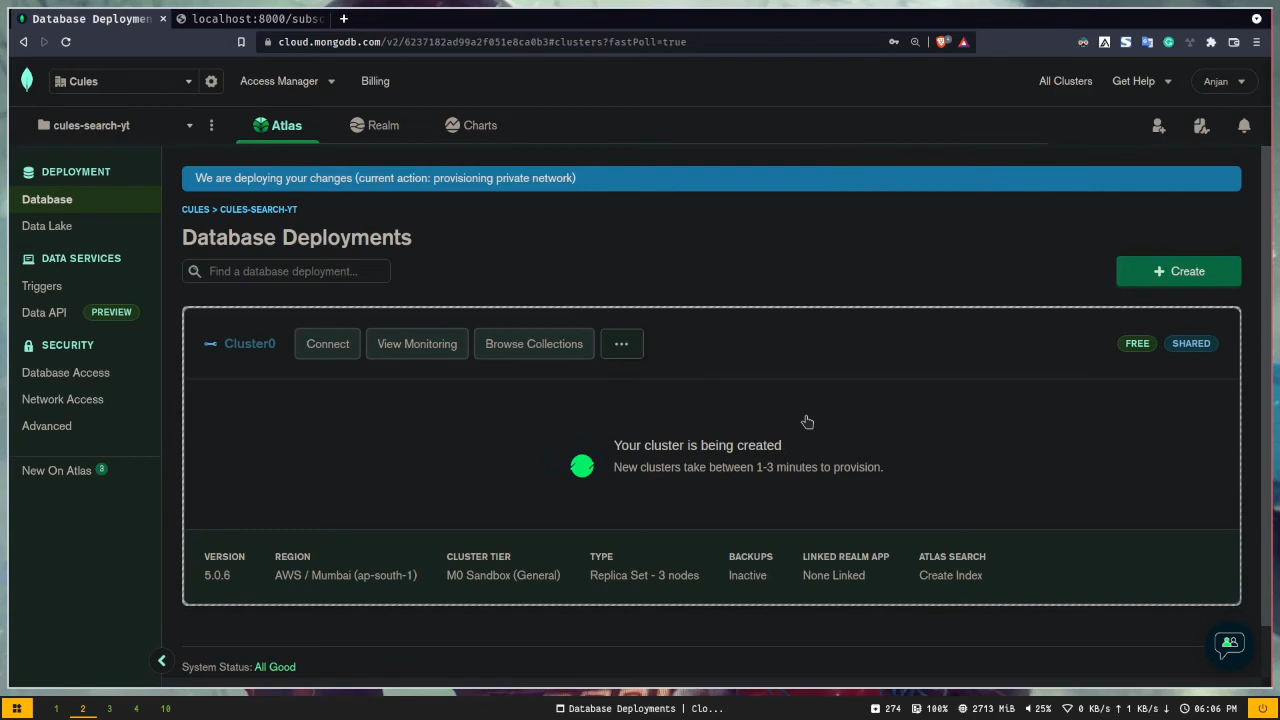 Database Deploymen
localhost:8000/subsc
cloud.mongodb.com/v2/6237182ad99a2f051e8ca0b3#clusters?fastPoll=true
Cules
Access Manager
Billing
All Clusters
Get Help
Anjan
cules-search-yt
Atlas
Realm
Charts
DEPLOYMENT
Database
Data Lake
DATA SERVICES
Triggers
Data API
PREVIEW
SECURITY
Database Access
Network Access
Advanced
New On Atlas 3
We are deploying your changes (current action: provisioning private network)
CULES > CULES-SEARCH-YT
Database Deployments
Find a database deployment...
+ Create
Cluster0
Connect
View Monitoring
Browse Collections
...
FREE
SHARED
Your cluster is being created
New clusters take between 1-3 minutes to provision.
VERSION
5.0.6
REGION
AWS / Mumbai (ap-south-1)
CLUSTER TIER
M0 Sandbox (General)
TYPE
Replica Set - 3 nodes
BACKUPS
Inactive
LINKED REALM APP
None Linked
ATLAS SEARCH
Create Index
System Status: All Good
1 2 3 4 10
Database Deployments | Clo...
274 100% 2713 MiB 25% 0 KB/s 1 KB/s 06:06 PM